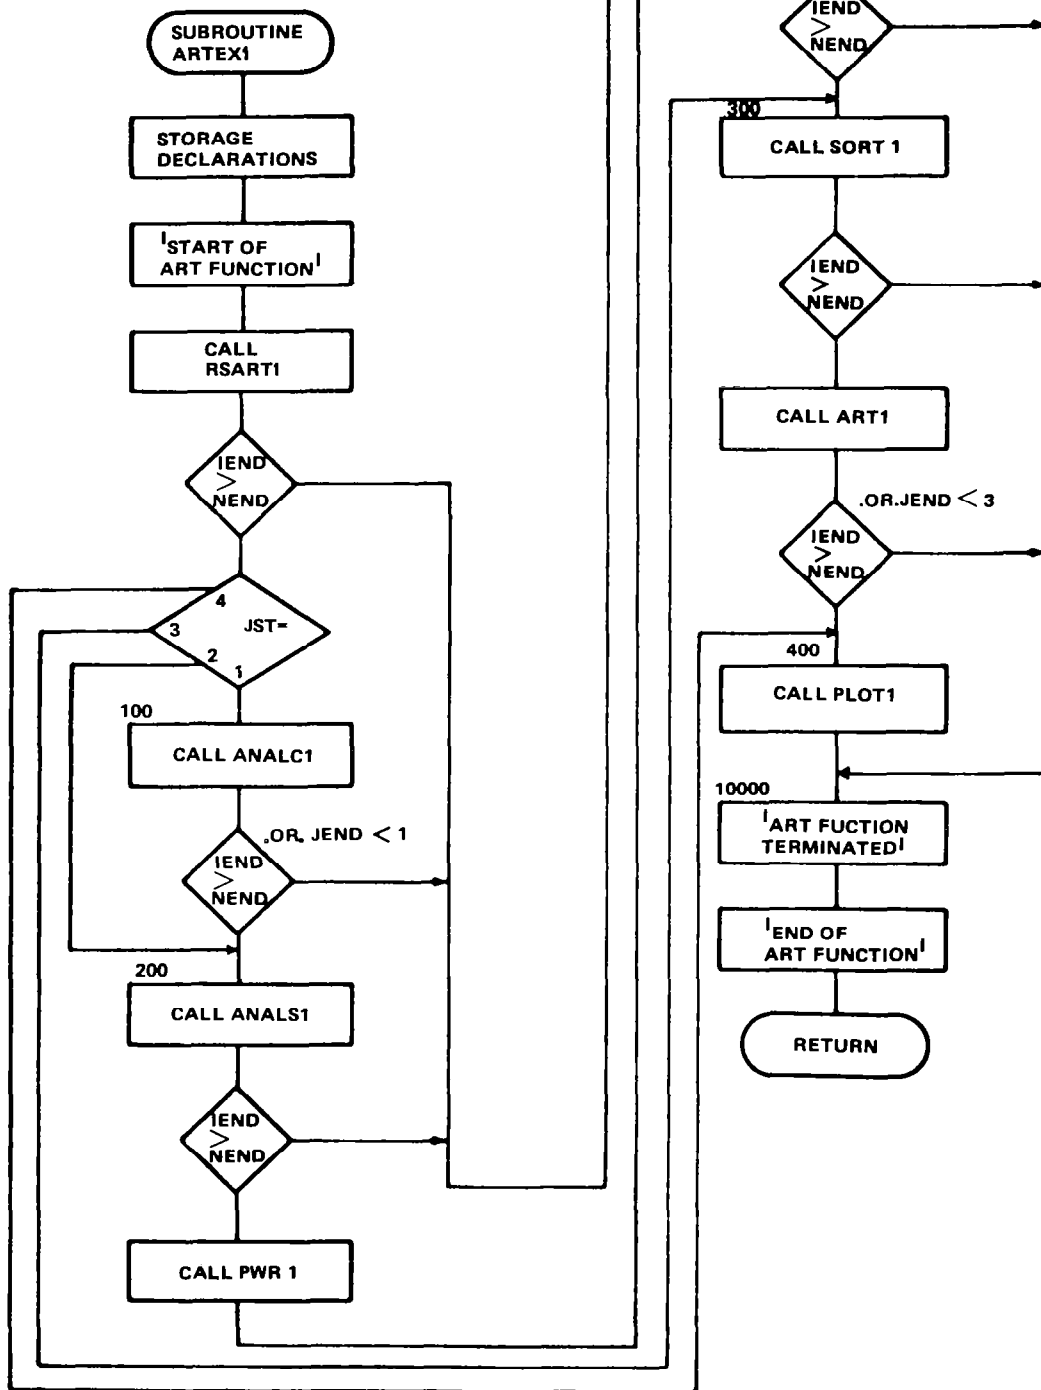 SUBROUTINE
ARTEX1
STORAGE
DECLARATIONS
'START OF
ART FUNCTION'
CALL
RSART1
IEND
>
NEND
4
3
JST=
2
1
100
CALL ANALC1
.OR. JEND < 1
IEND
>
NEND
200
CALL ANALS1
IEND
>
NEND
CALL PWR 1
IEND
>
NEND
300
CALL SORT 1
IEND
>
NEND
CALL ART1
.OR.JEND < 3
IEND
>
NEND
400
CALL PLOT1
10000
'ART FUCTION
TERMINATED'
'END OF
ART FUNCTION'
RETURN